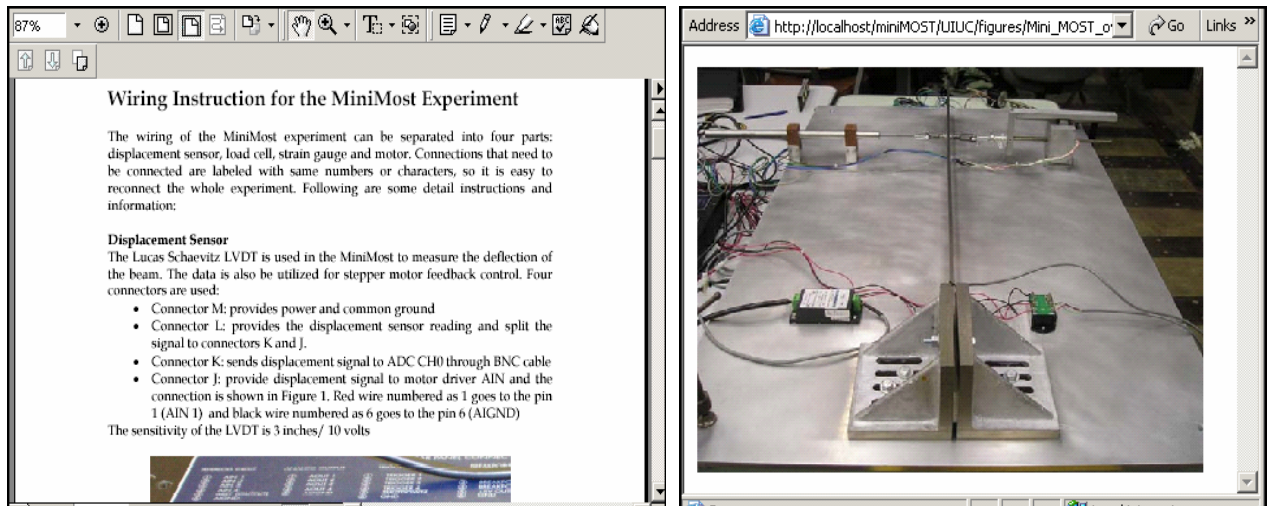 87%
Wiring Instruction for the MiniMost Experiment
The wiring of the MiniMost experiment can be separated into four parts:
displacement sensor, load cell, strain gauge and motor. Connections that need to
be connected are labeled with same numbers or characters, so it is easy to
reconnect the whole experiment. Following are some detail instructions and
information:
Displacement Sensor
The Lucas Schaevitz LVDT is used in the MiniMost to measure the deflection of
the beam. The data is also be utilized for stepper motor feedback control. Four
connectors are used:
• Connector M: provides power and common ground
• Connector L: provides the displacement sensor reading and split the
signal to connectors K and J.
• Connector K: sends displacement signal to ADC CH0 through BNC cable
• Connector J: provide displacement signal to motor driver AIN and the
connection is shown in Figure 1. Red wire numbered as 1 goes to the pin
1 (AIN 1) and black wire numbered as 6 goes to the pin 6 (AIGND)
The sensitivity of the LVDT is 3 inches/ 10 volts
Address http://localhost/miniMOST/UIUC/figures/Mini_MOST_o Go Links »